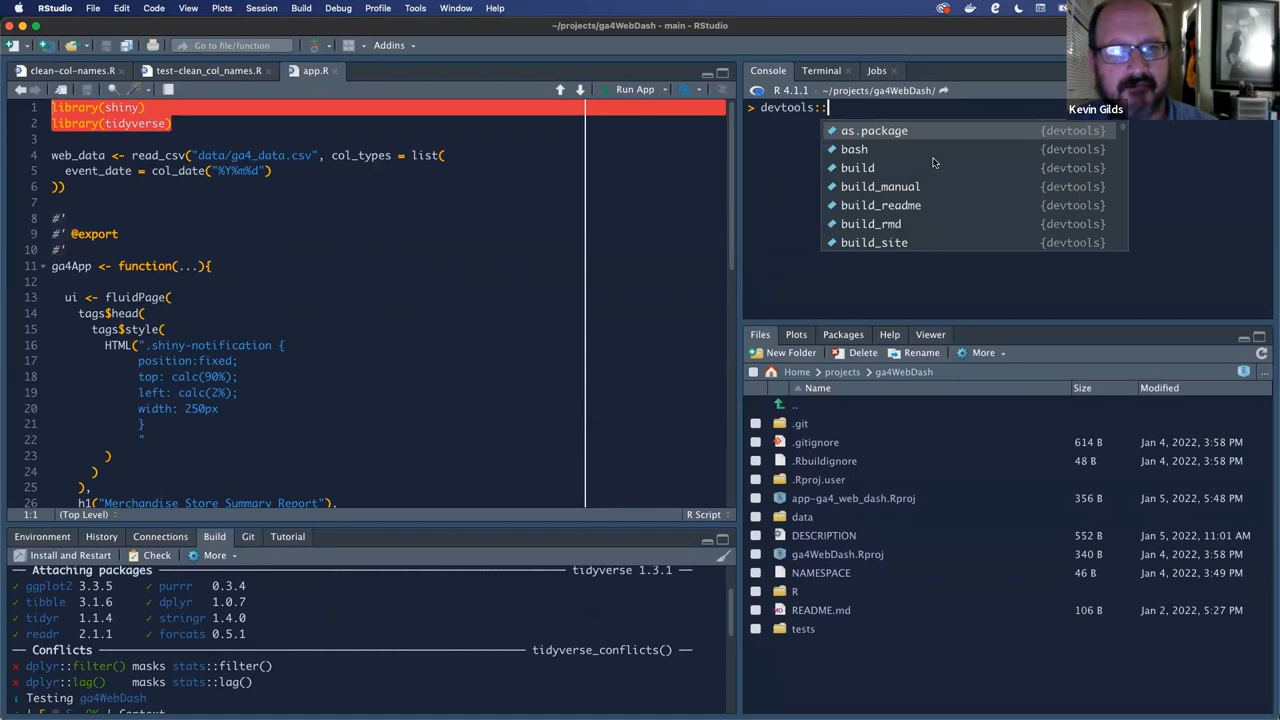 RStudio File Edit Code View Plots Session Build Debug Profile Tools Window Help
~/projects/ga4WebDash - main - RStudio
Go to file/function Addins
clean-col-names.R test-clean_col_names.R app.R
Run App
1 library(shiny)
2 library(tidyverse)
3
4 web_data <- read_csv("data/ga4_data.csv", col_types = list(
5 event_date = col_date("%Y%m%d")
6 ))
7
8 #'
9 #' @export
10 #'
11 ga4App <- function(...){
12
13 ui <- fluidPage(
14 tags$head(
15 tags$style(
16 HTML(".shiny-notification {
17 position:fixed;
18 top: calc(90%);
19 left: calc(2%);
20 width: 250px
21 }
22 "
23 )
24 )
25 ),
26 h1("Merchandise Store Summary Report"),
1:1 (Top Level) R Script
Environment History Connections Build Git Tutorial
Install and Restart Check More
── Attaching packages ── tidyverse 1.3.1 ──
✓ ggplot2 3.3.5 ✓ purrr 0.3.4
✓ tibble 3.1.6 ✓ dplyr 1.0.7
✓ tidyr 1.1.4 ✓ stringr 1.4.0
✓ readr 2.1.1 ✓ forcats 0.5.1
── Conflicts ── tidyverse_conflicts() ──
x dplyr::filter() masks stats::filter()
x dplyr::lag() masks stats::lag()
i Testing ga4WebDash
Console Terminal Jobs
R 4.1.1 · ~/projects/ga4WebDash/
> devtools::
as.package {devtools}
bash {devtools}
build {devtools}
build_manual {devtools}
build_readme {devtools}
build_rmd {devtools}
build_site {devtools}
Kevin Gilds
Files Plots Packages Help Viewer
New Folder Delete Rename More
Home projects ga4WebDash ...
Name Size Modified
..
.git
.gitignore 614 B Jan 4, 2022, 3:58 PM
.Rbuildignore 48 B Jan 4, 2022, 3:58 PM
.Rproj.user
app-ga4_web_dash.Rproj 356 B Jan 5, 2022, 5:48 PM
data
DESCRIPTION 552 B Jan 5, 2022, 11:01 AM
ga4WebDash.Rproj 340 B Jan 4, 2022, 3:58 PM
NAMESPACE 46 B Jan 4, 2022, 3:49 PM
R
README.md 106 B Jan 2, 2022, 5:27 PM
tests